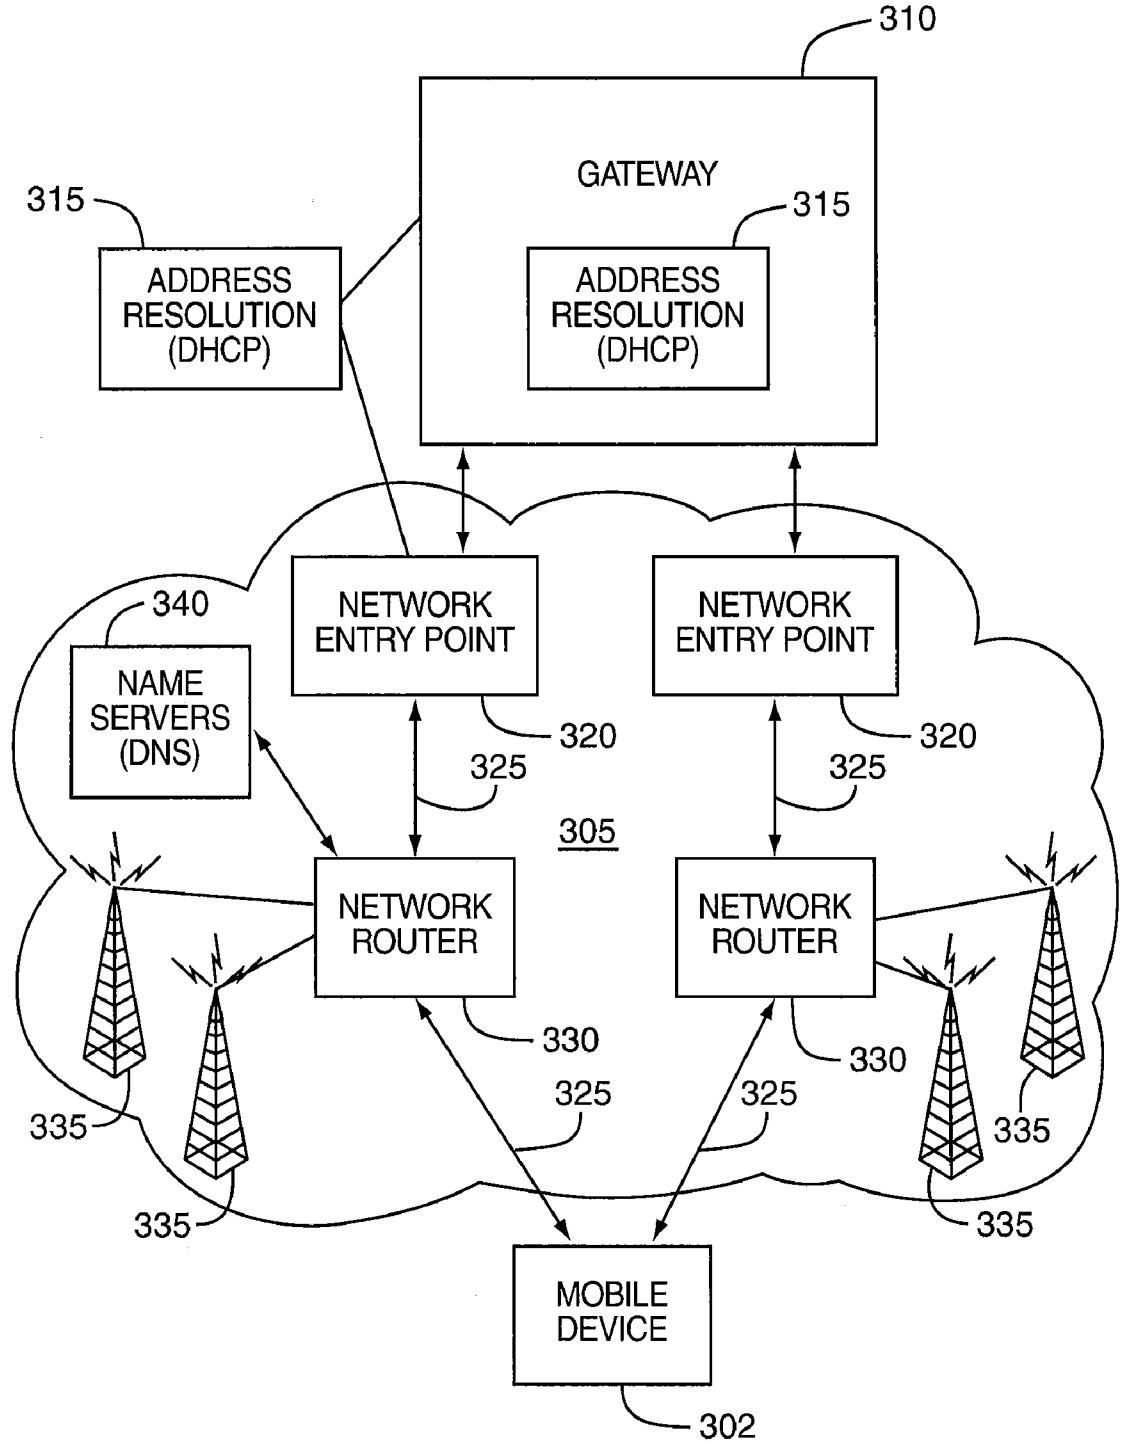 310
GATEWAY
315
315
ADDRESS
RESOLUTION
(DHCP)
ADDRESS
RESOLUTION
(DHCP)
340
NETWORK
ENTRY POINT
NETWORK
ENTRY POINT
NAME
SERVERS
(DNS)
320
320
325
325
305
NETWORK
ROUTER
NETWORK
ROUTER
330
330
325
325
335
335
335
335
MOBILE
DEVICE
302